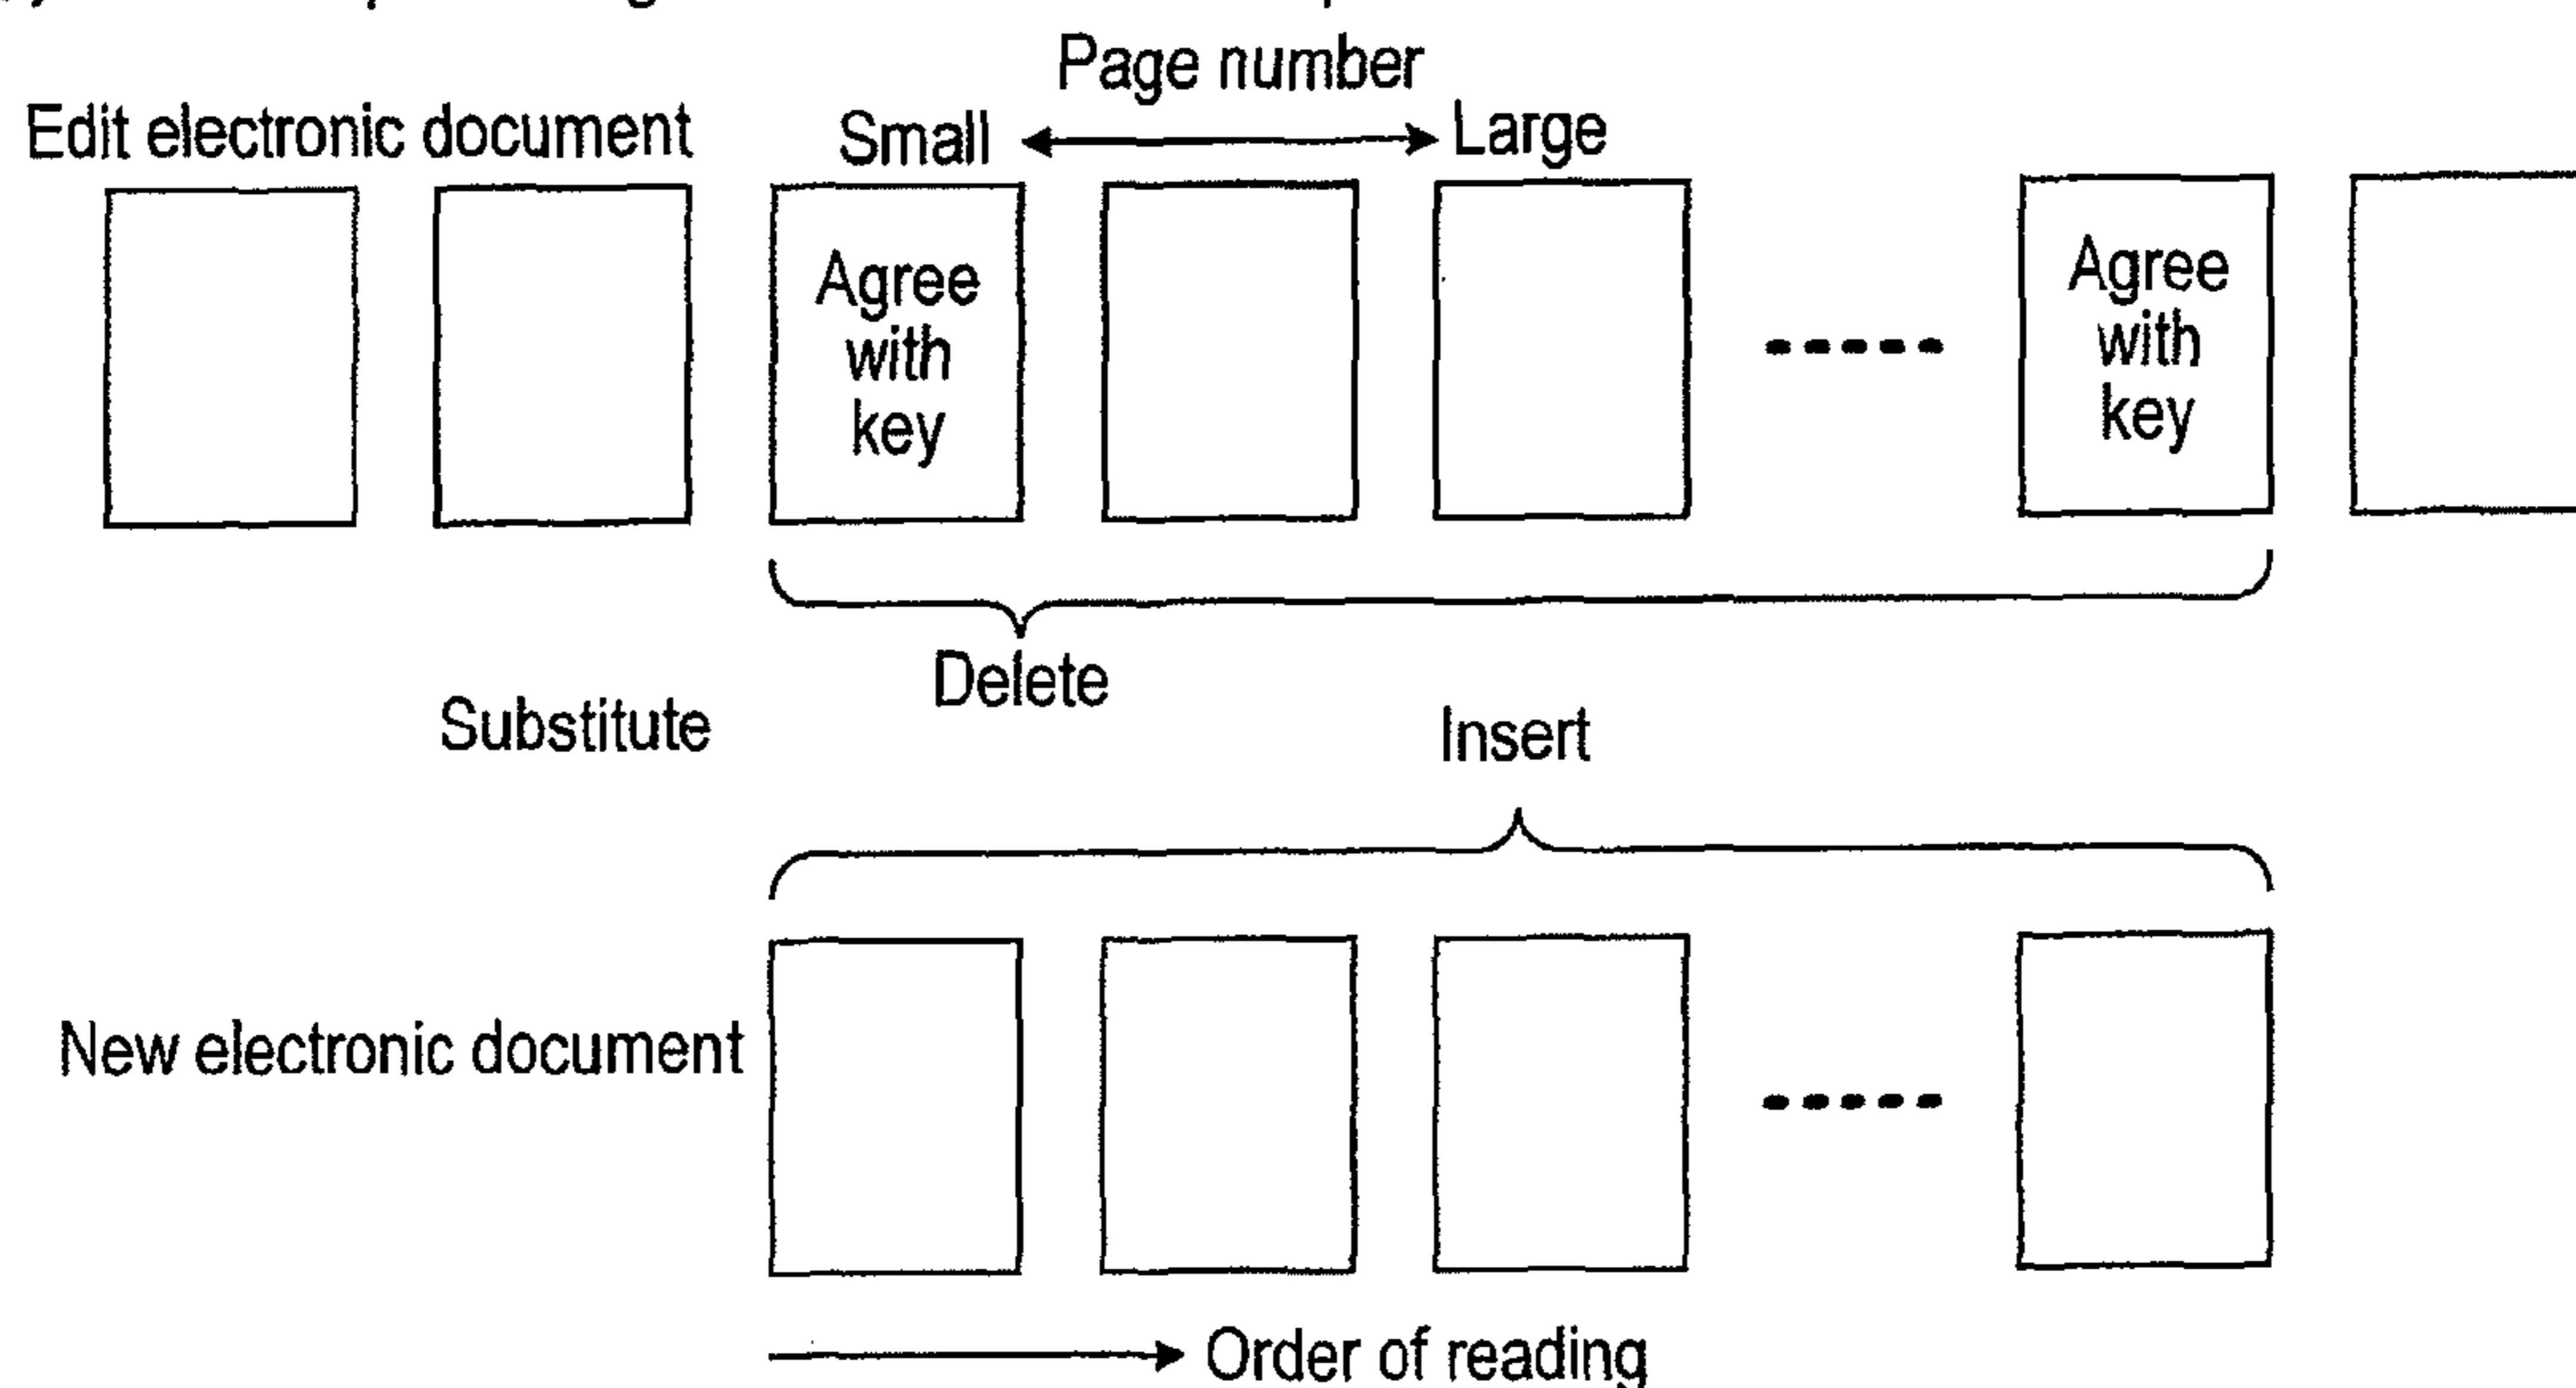 Page number
Edit electronic document
Small
Large
Agree
with
key
Agree
with
key
Delete
Substitute
Insert
New electronic document
Order of reading